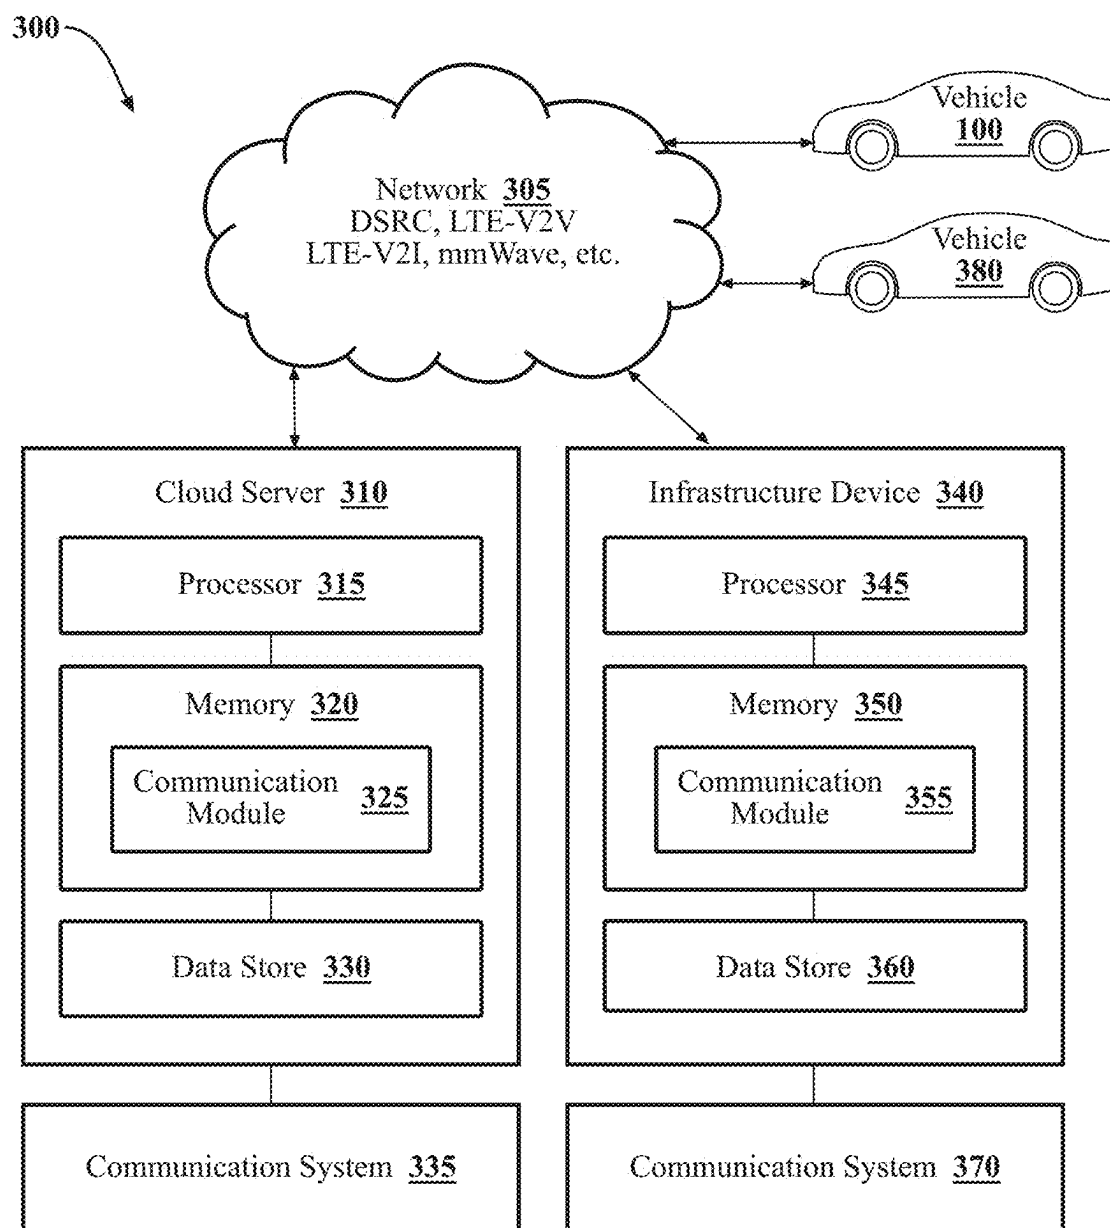 300
Vehicle
100
Network 305
DSRC, LTE-V2V
LTE-V2I, mmWave, etc.
Vehicle
380
Cloud Server 310
Processor 315
Memory 320
Communication
Module 325
Data Store 330
Communication System 335
Infrastructure Device 340
Processor 345
Memory 350
Communication
Module 355
Data Store 360
Communication System 370